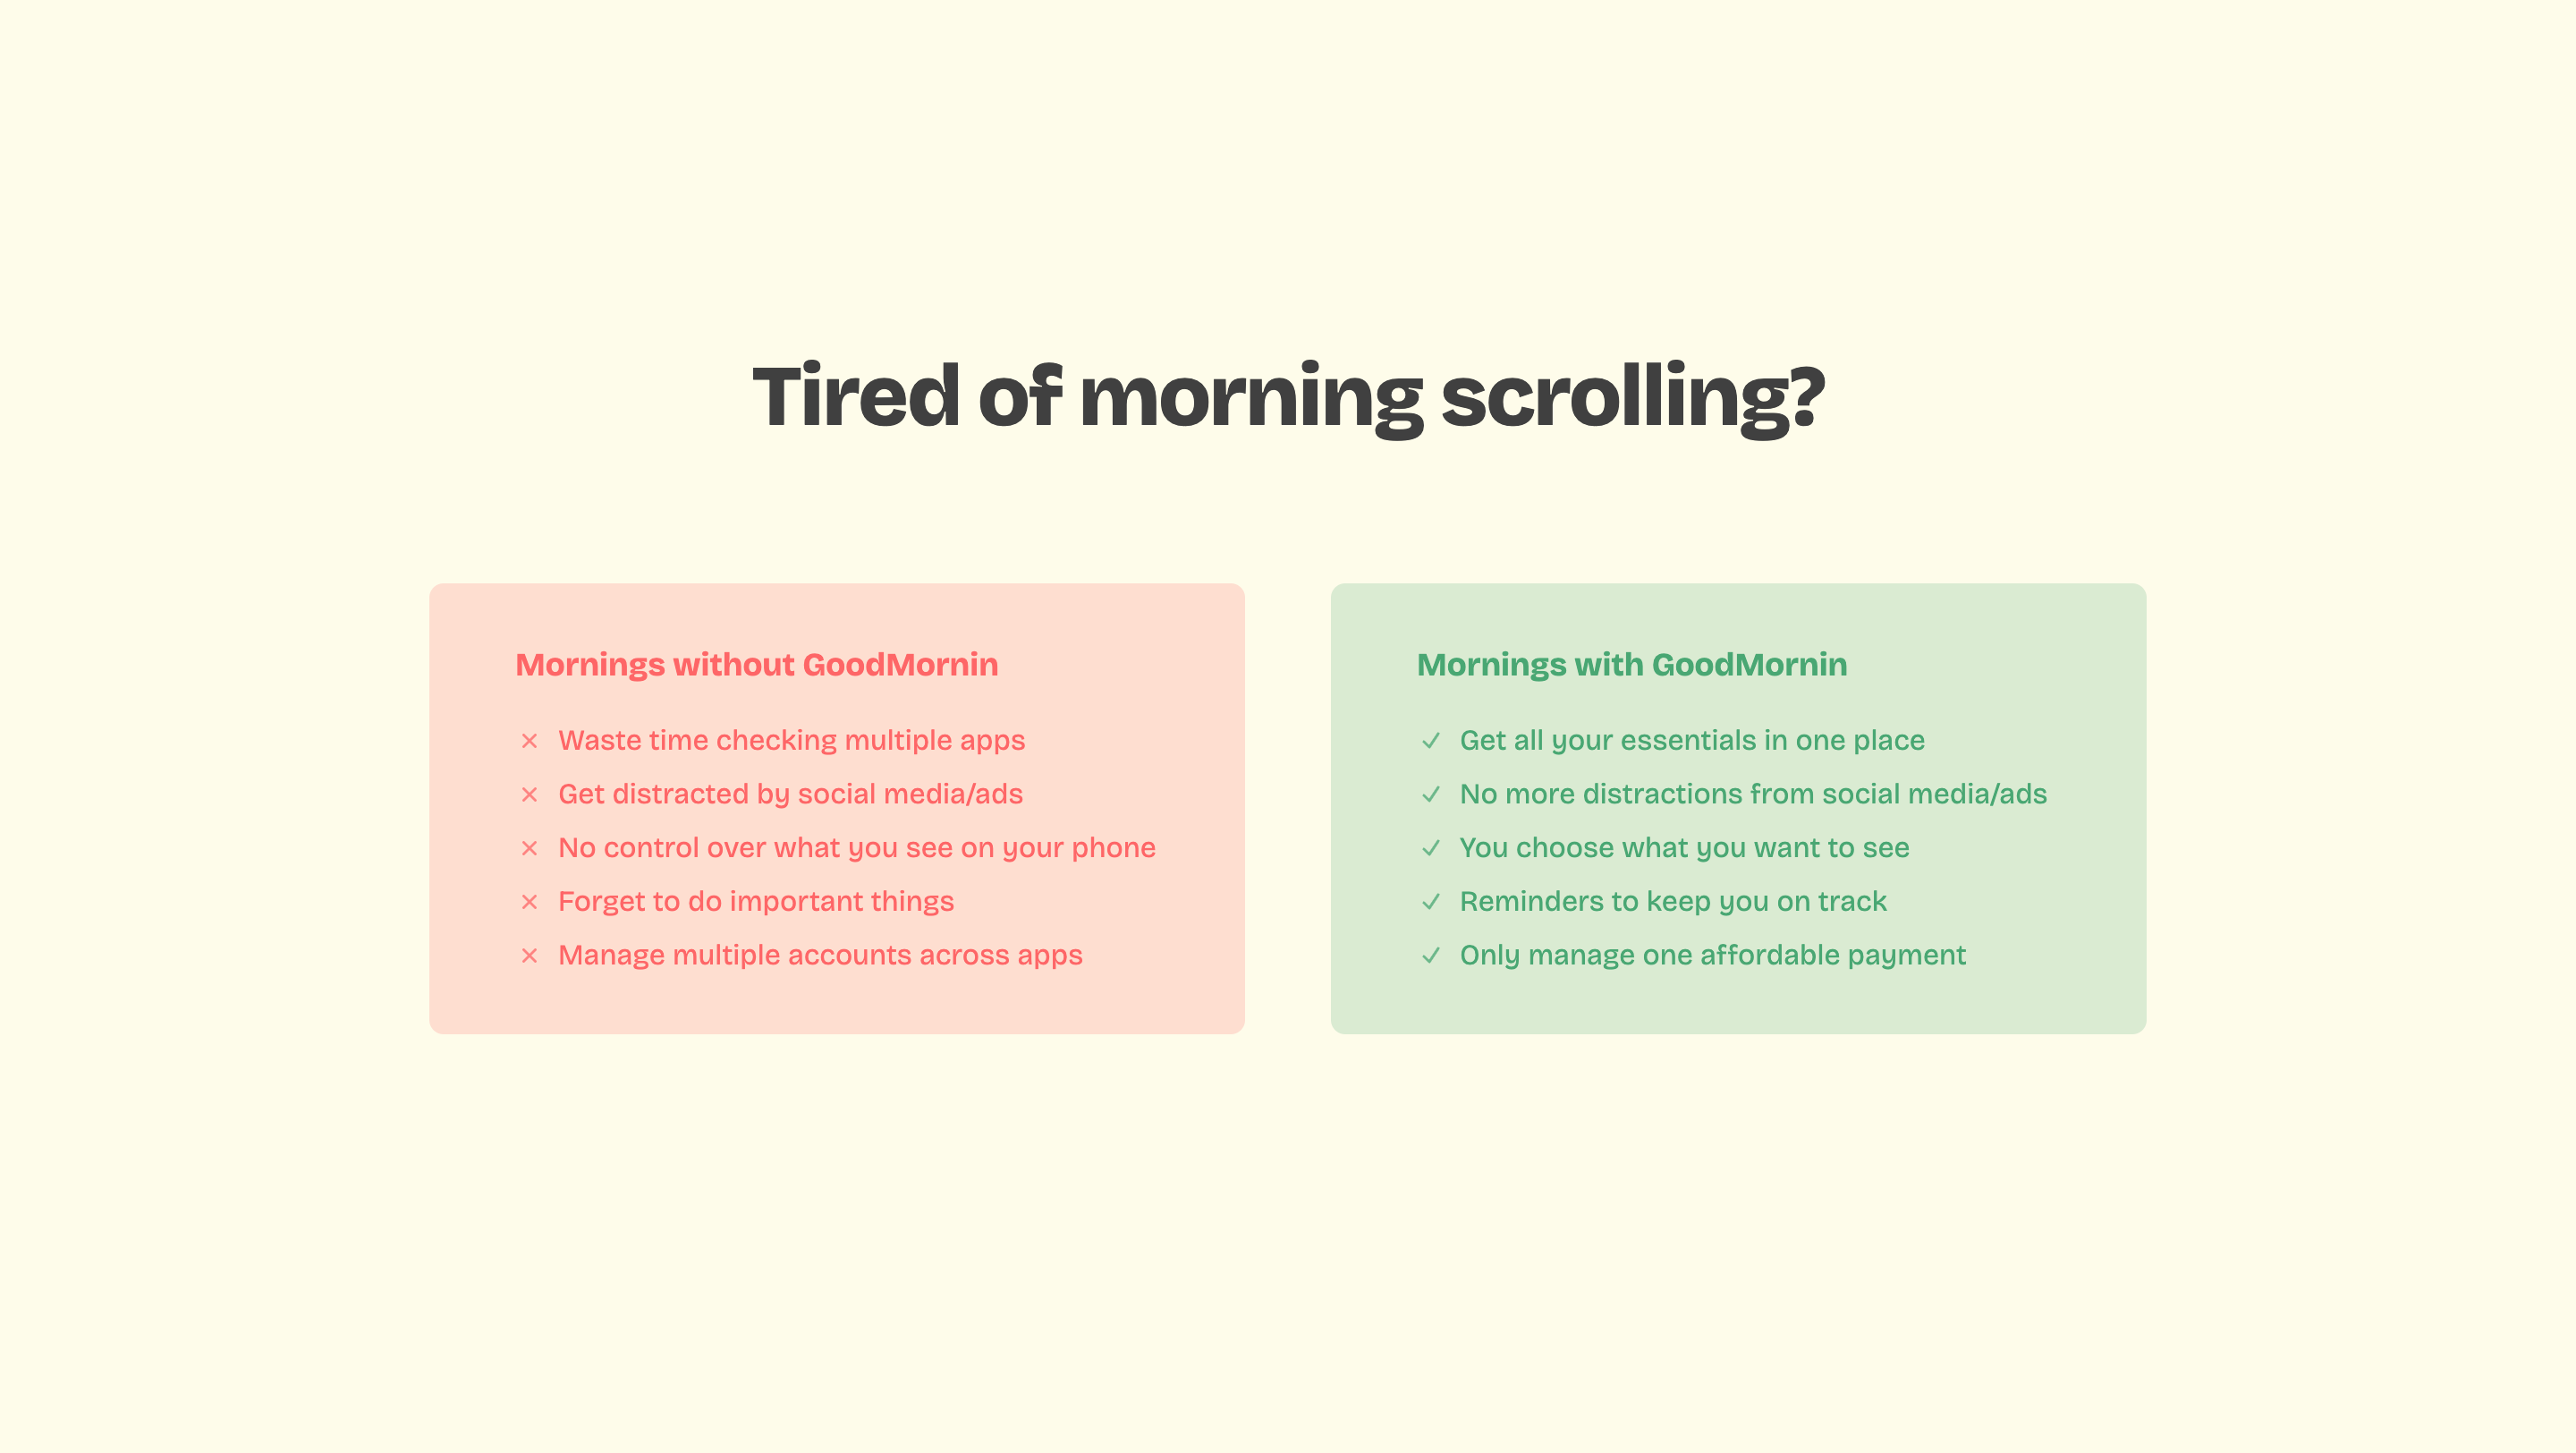 Tired of morning scrolling?
Mornings without GoodMornin
Waste time checking multiple apps
Get distracted by social media/ads
No control over what you see on your phone
Forget to do important things
Manage multiple accounts across apps
Mornings with GoodMornin
Get all your essentials in one place
No more distractions from social media/ads
You choose what you want to see
Reminders to keep you on track
Only manage one affordable payment